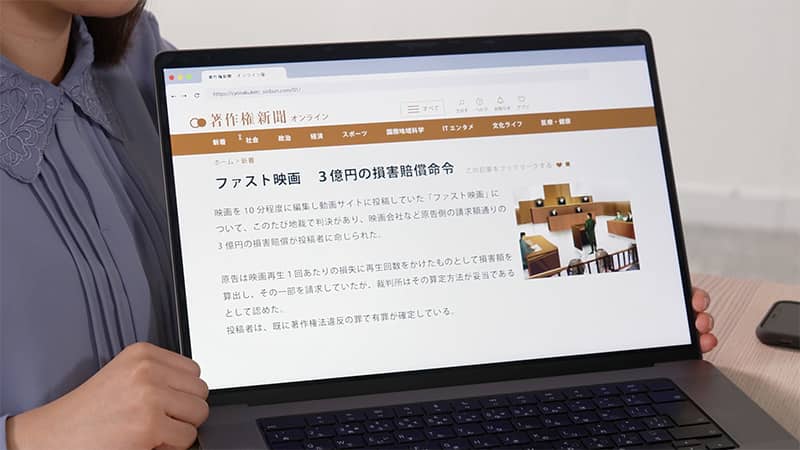 著作権新聞 オンライン版
著作権新聞 オンライン
すべて
新着 社会 政治 経済 スポーツ 国際地域科学 ITエンタメ 文化ライフ 医療・健康
ホーム > 新着
ファスト映画　３億円の損害賠償命令
この記事をブックマークする
映画を 10 分程度に編集し動画サイトに投稿していた「ファスト映画」に
ついて、このたび地裁で判決があり、映画会社など原告側の請求額通りの
３億円の損害賠償が投稿者に命じられた。
原告は映画再生１回あたりの損失に再生回数をかけたものとして損害額を
算出し、その一部を請求していたが、裁判所はその算定方法が妥当である
として認めた。
投稿者は、既に著作権法違反の罪で有罪が確定している。